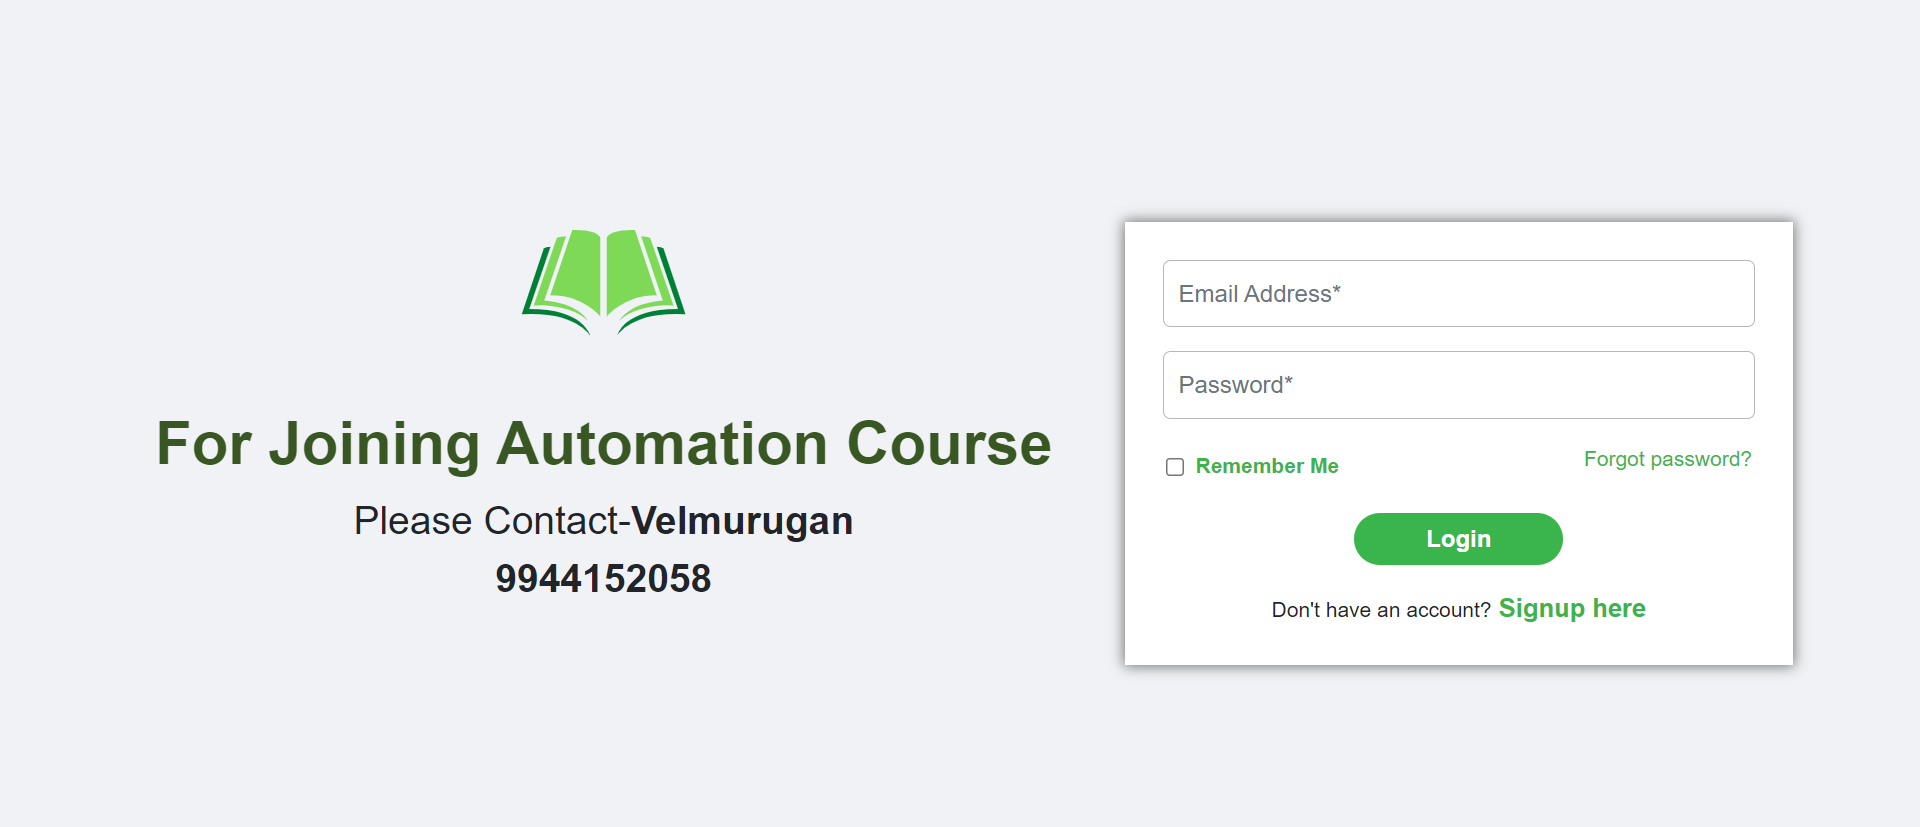 For Joining Automation Course
Please Contact-Velmurugan
9944152058
Email Address*
Password*
Remember Me
Forgot password?
Login
Don't have an account? Signup here